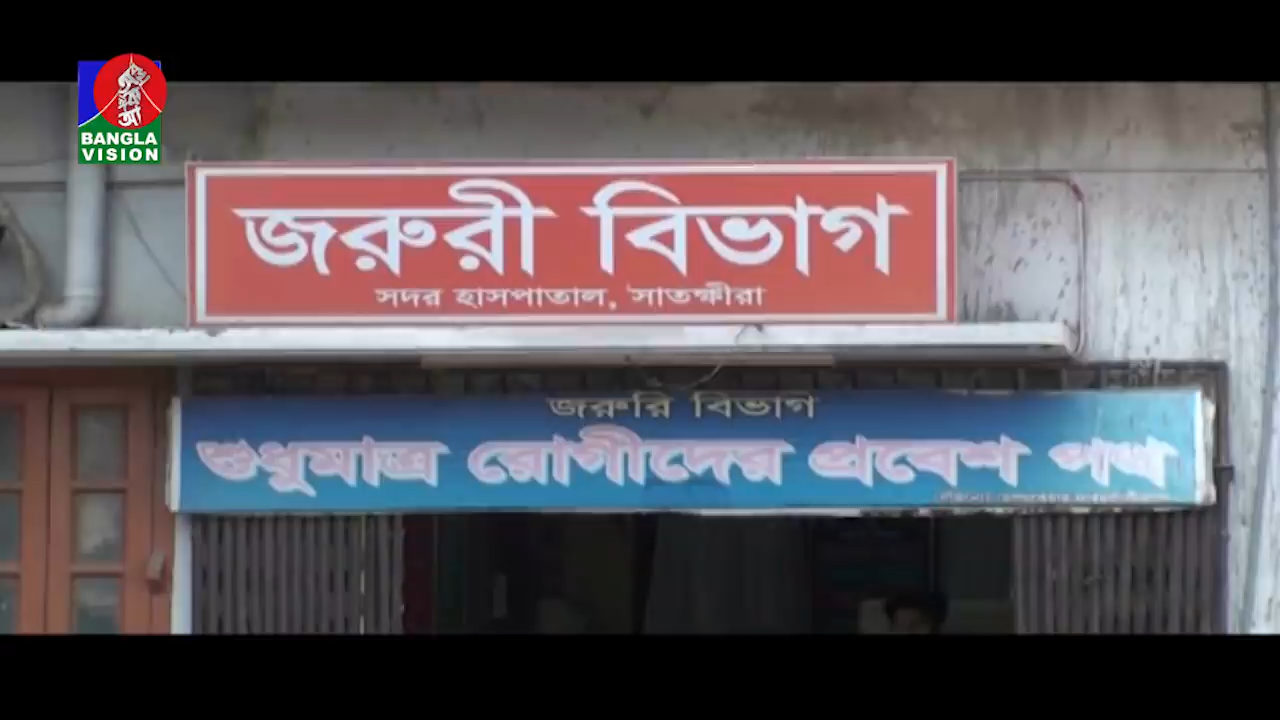 BANGLA
VISION
জরুরী বিভাগ
সদর হাসপাতাল, সাতক্ষীরা
জরুরি বিভাগ
শুধুমাত্র রোগীদের প্রবেশ পথ